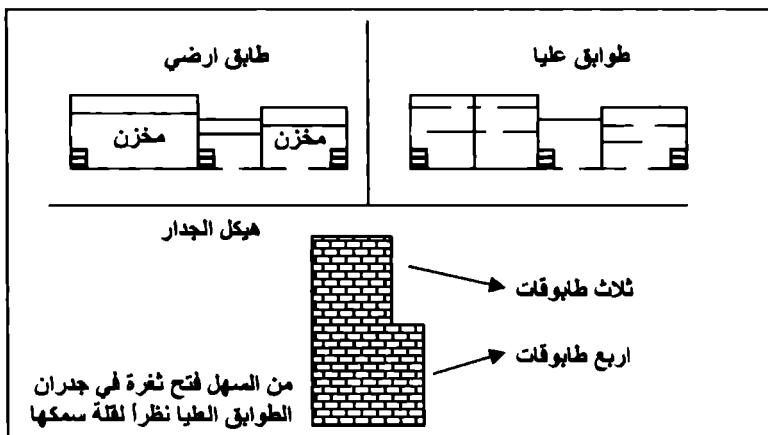 طابق ارضي
طوابق عليا
مخزن
مخزن
هيكل الجدار
ثلاث طابوقات
اربع طابوقات
من السهل فتح ثغرة في جدران
الطوابق العليا نظراً لقلة سمكها